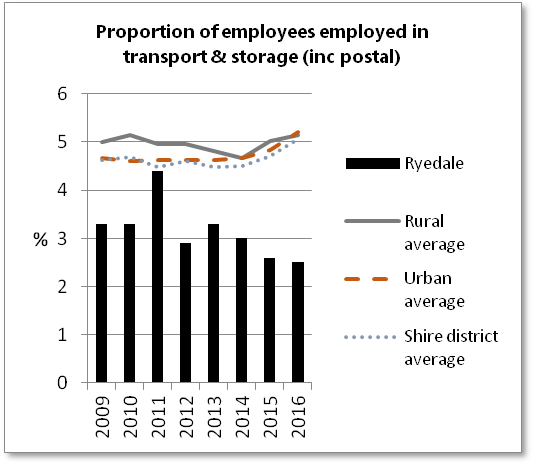 Proportion of employees employed in
transport & storage (inc postal)
6
5
4
3
2
1
0
%
2009
2010
2011
2012
2013
2014
2015
2016
Ryedale
Rural
average
Urban
average
Shire district
average